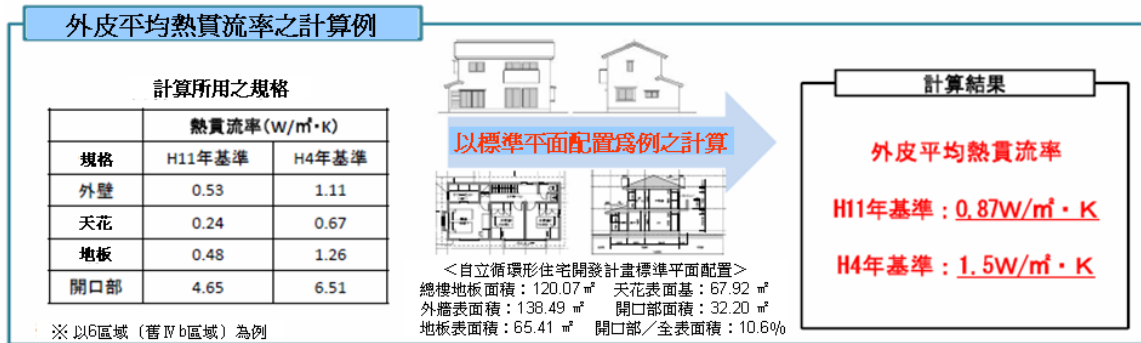 外皮平均熱貫流率之計算例
計算所用之規格
熱貫流率(W/㎡·K)
規格 H11年基準 H4年基準
外壁 0.53 1.11
天花 0.24 0.67
地板 0.48 1.26
開口部 4.65 6.51
※ 以6區域（舊Ⅳb區域）為例
以標準平面配置爲例之計算
＜自立循環形住宅開發計畫標準平面配置＞
總樓地板面積：120.07㎡ 天花表面基：67.92㎡
外牆表面積：138.49㎡ 開口部面積：32.20㎡
地板表面積：65.41㎡ 開口部／全表面積：10.6%
計算結果
外皮平均熱貫流率
H11年基準：0.87W/㎡・K
H4年基準：1.5W/㎡・K